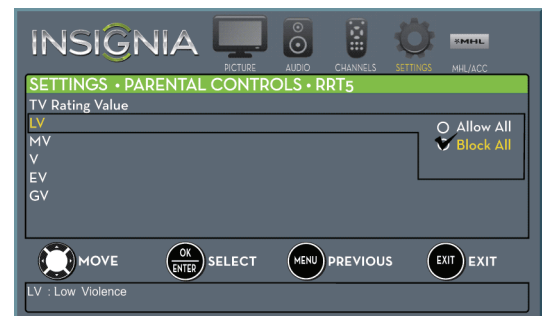 INSIGNIA
PICTURE AUDIO CHANNELS SETTINGS MHL/ACC
MHL
SETTINGS • PARENTAL CONTROLS • RRT5
TV Rating Value
LV
MV
V
EV
GV
Allow All
Block All
MOVE OK ENTER SELECT MENU PREVIOUS EXIT EXIT
LV : Low Violence